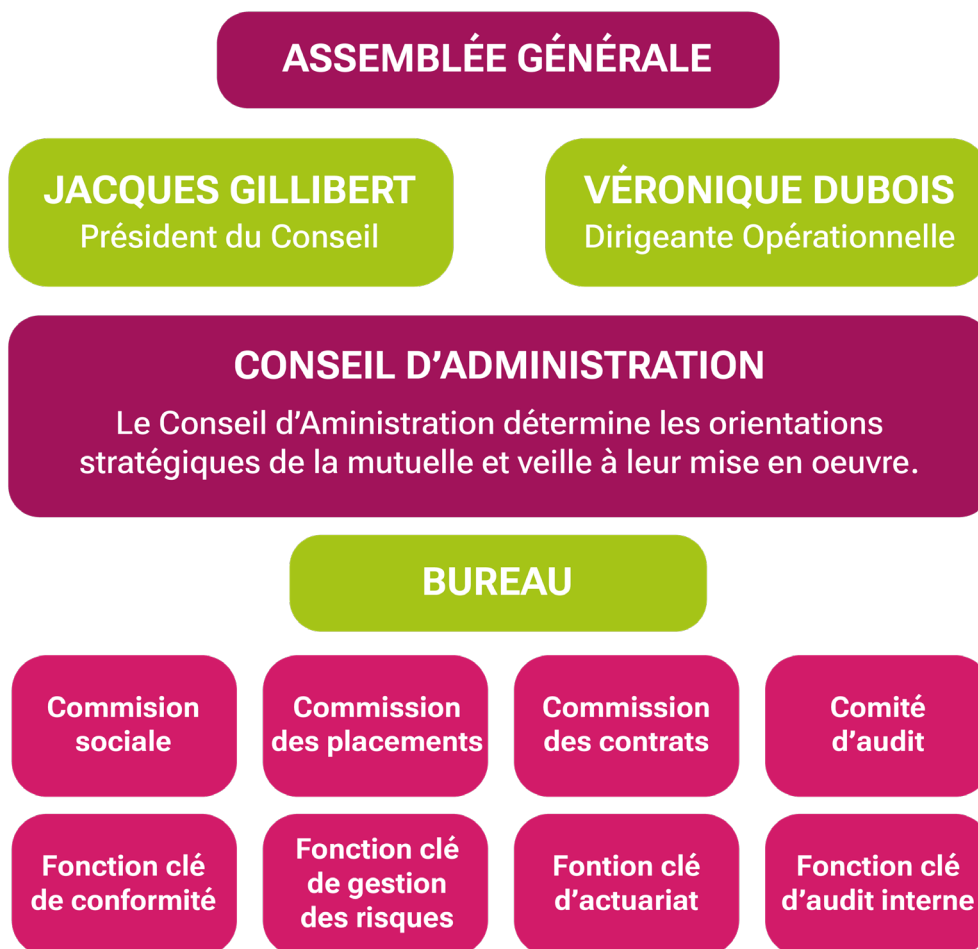 ASSEMBLÉE GÉNÉRALE
JACQUES GILLIBERT
Président du Conseil
VÉRONIQUE DUBOIS
Dirigeante Opérationnelle
CONSEIL D'ADMINISTRATION
Le Conseil d'Aministration détermine les orientations
stratégiques de la mutuelle et veille à leur mise en oeuvre.
BUREAU
Commision
sociale
Commission
des placements
Commission
des contrats
Comité
d'audit
Fonction clé
de conformité
Fonction clé
de gestion
des risques
Fontion clé
d'actuariat
Fonction clé
d'audit interne